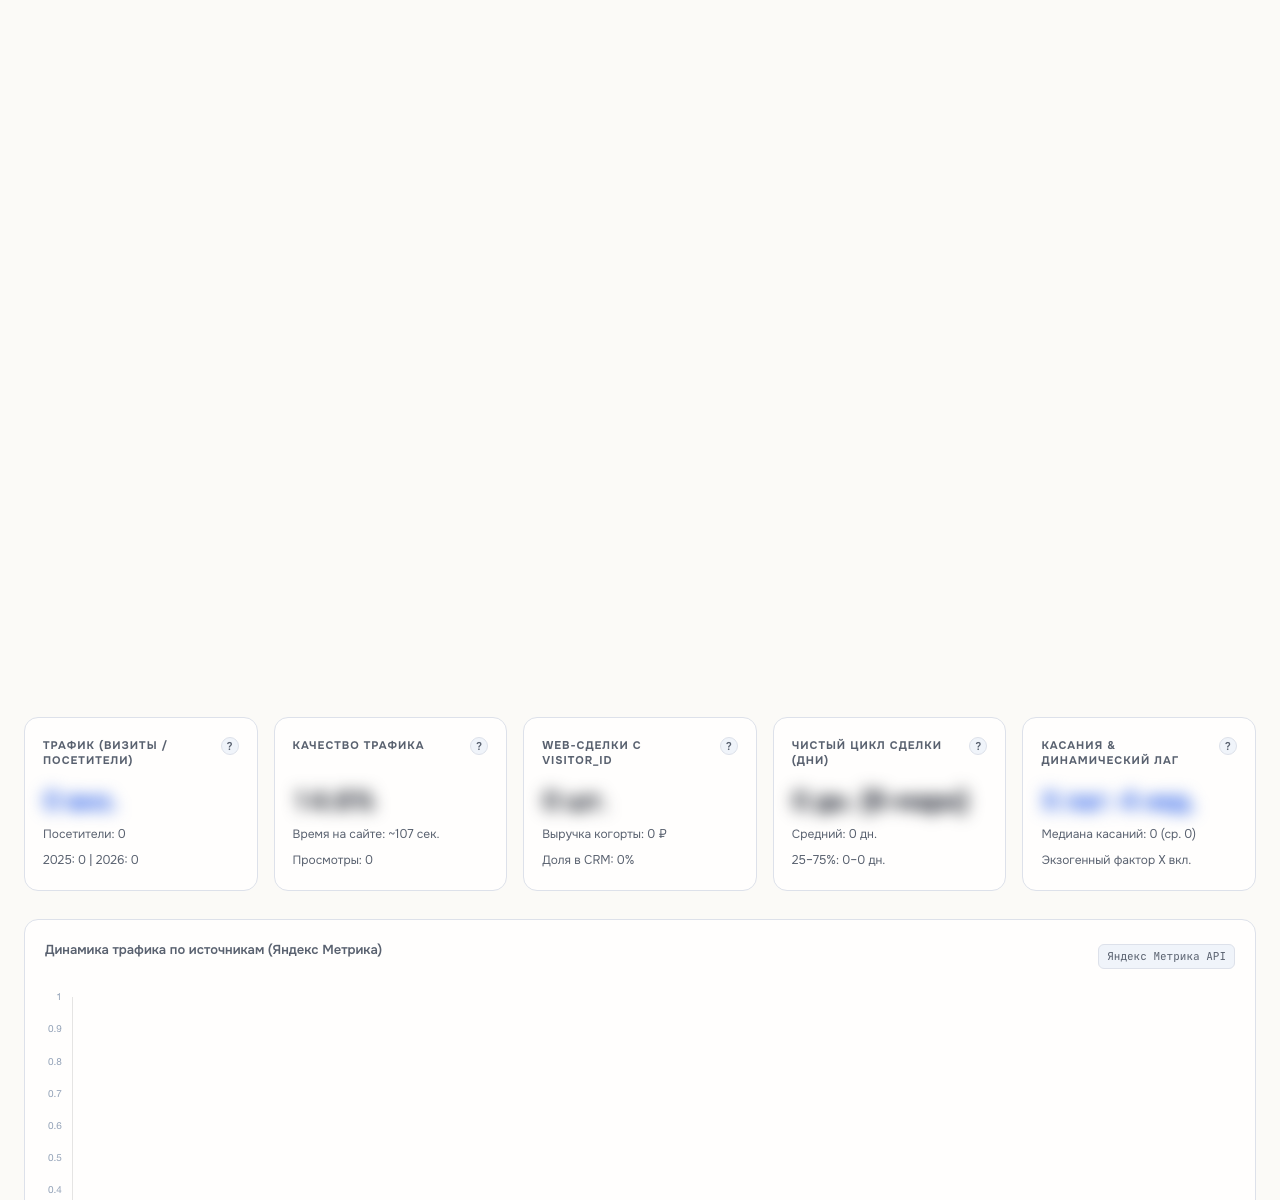 ТРАФИК (ВИЗИТЫ /
ПОСЕТИТЕЛИ)
?
Посетители: 0
2025: 0 | 2026: 0
КАЧЕСТВО ТРАФИКА
?
Время на сайте: ~107 сек.
Просмотры: 0
WEB-СДЕЛКИ С
VISITOR_ID
?
Выручка когорты: 0 ₽
Доля в CRM: 0%
ЧИСТЫЙ ЦИКЛ СДЕЛКИ
(ДНИ)
?
Средний: 0 дн.
25–75%: 0–0 дн.
КАСАНИЯ &
ДИНАМИЧЕСКИЙ ЛАГ
?
Медиана касаний: 0 (ср. 0)
Экзогенный фактор X вкл.
Динамика трафика по источникам (Яндекс Метрика)
Яндекс Метрика API
1
0.9
0.8
0.7
0.6
0.5
0.4